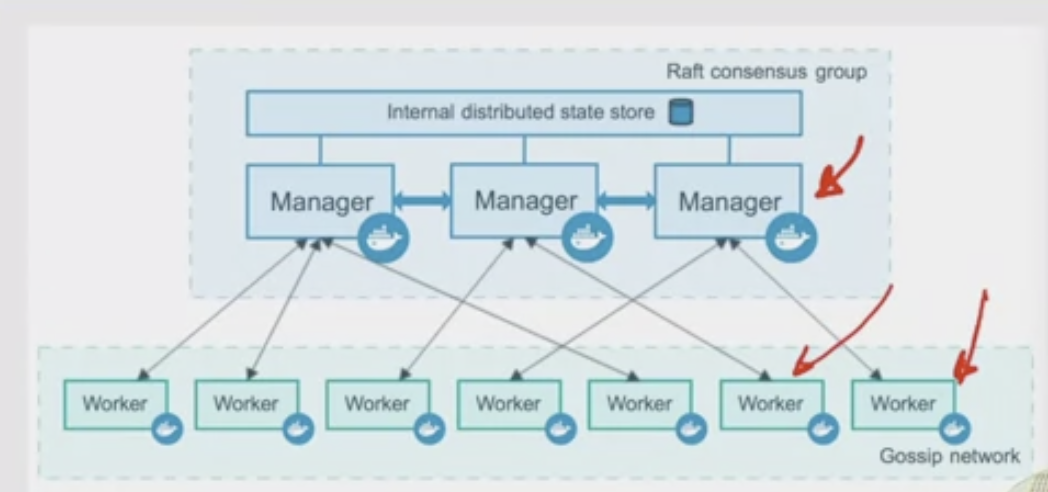 Raft consensus group
Internal distributed state store
Manager Manager Manager
Worker Worker Worker Worker Worker Worker Worker
Gossip network